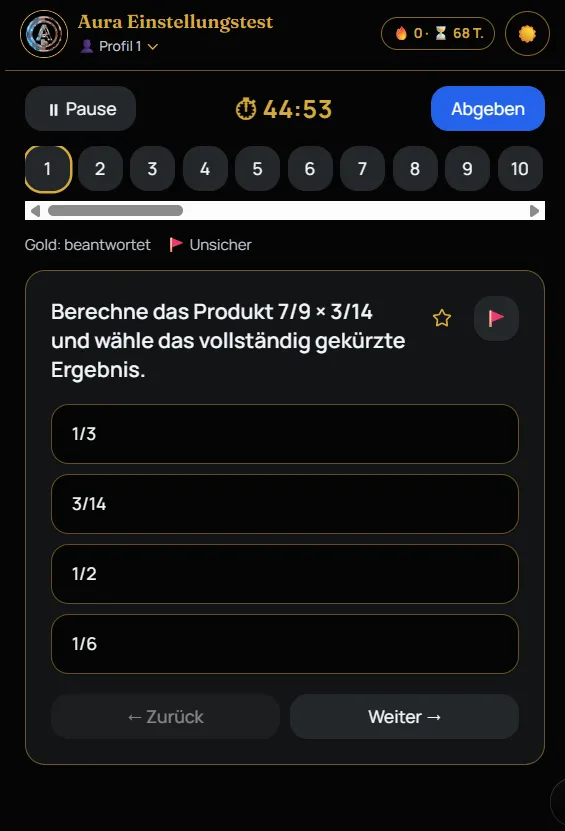 Aura Einstellungstest
👤 Profil 1
🔥 0 · ⏳ 68 T.
⏸ Pause
⏱ 44:53
Abgeben
1 2 3 4 5 6 7 8 9 10
Gold: beantwortet 🚩 Unsicher
Berechne das Produkt 7/9 × 3/14
und wähle das vollständig gekürzte
Ergebnis.
1/3
3/14
1/2
1/6
← Zurück
Weiter →